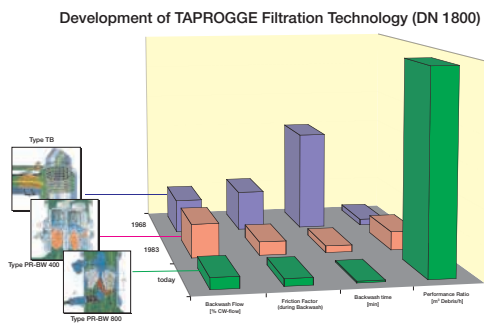 Development of TAPROGGE Filtration Technology (DN 1800)
Type TB
1968
1983
Type PR-BW 400
today
Type PR-BW 800
Backwash Flow
[% CW-flow]
Friction Factor
(during Backwash)
Backwash time
[min]
Performance Ratio
[m³ Debris/h]